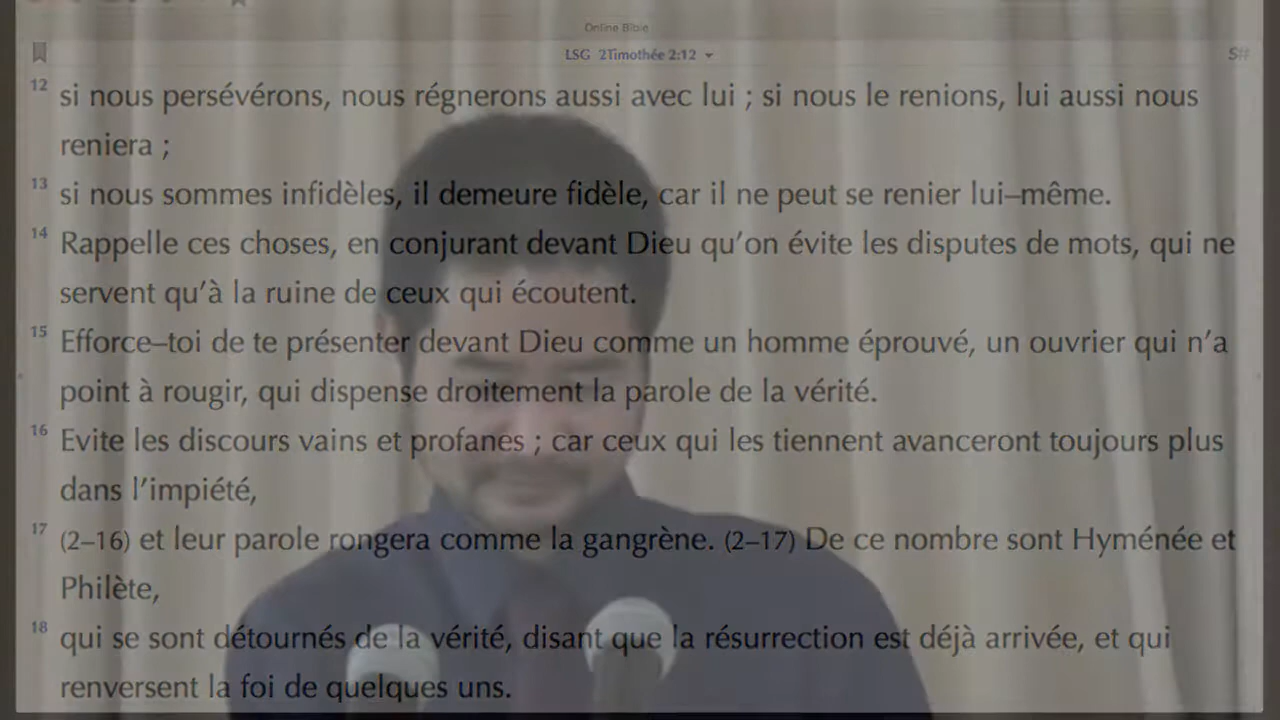 Online Bible
LSG 2Timothée 2:12
S#
12 si nous persévérons, nous régnerons aussi avec lui ; si nous le renions, lui aussi nous
reniera ;
13 si nous sommes infidèles, il demeure fidèle, car il ne peut se renier lui–même.
14 Rappelle ces choses, en conjurant devant Dieu qu’on évite les disputes de mots, qui ne
servent qu’à la ruine de ceux qui écoutent.
15 Efforce–toi de te présenter devant Dieu comme un homme éprouvé, un ouvrier qui n’a
point à rougir, qui dispense droitement la parole de la vérité.
16 Evite les discours vains et profanes ; car ceux qui les tiennent avanceront toujours plus
dans l’impiété,
17 (2–16) et leur parole rongera comme la gangrène. (2–17) De ce nombre sont Hyménée et
Philète,
18 qui se sont détournés de la vérité, disant que la résurrection est déjà arrivée, et qui
renversent la foi de quelques uns.